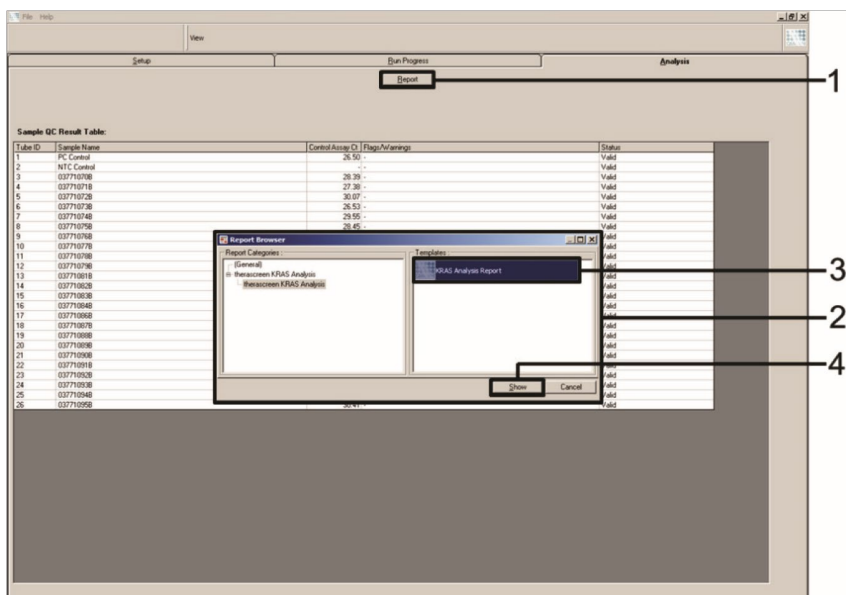 File Help
View
Setup Run Progress Analysis
Report 1
Sample QC Result Table:
Tube ID Sample Name Control Assay Ct Flags/Warnings Status
1 PC Control 26.50 - Valid
2 NTC Control - - Valid
3 03771070B 28.39 - Valid
4 03771071B 27.38 - Valid
5 03771072B 30.07 - Valid
6 03771073B 26.53 - Valid
7 03771074B 29.55 - Valid
8 03771075B 28.45 - Valid
9 03771076B
10 03771077B
11 03771078B
12 03771079B
13 03771081B
14 03771082B
15 03771083B
16 03771084B
17 03771086B
18 03771087B
19 03771088B
20 03771089B
21 03771090B
22 03771091B
23 03771092B
24 03771093B
25 03771094B
26 03771095B
Report Browser
Report Categories :
(General)
therascreen KRAS Analysis
therascreen KRAS Analysis
Templates :
KRAS Analysis Report 3
2
4
Show Cancel